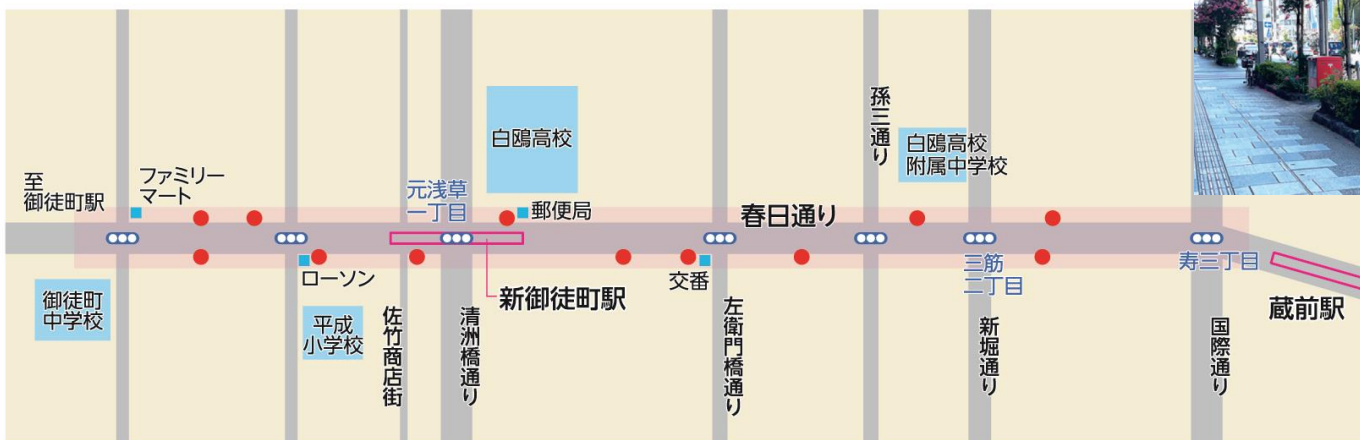 至
御徒町駅
ファミリー
マート
御徒町
中学校
ローソン
平成
小学校
佐竹商店街
元浅草
一丁目
清洲橋通り
白鷗高校
郵便局
新御徒町駅
交番
左衛門橋通り
春日通り
孫三通り
白鷗高校
附属中学校
三筋
二丁目
新堀通り
寿三丁目
国際通り
蔵前駅